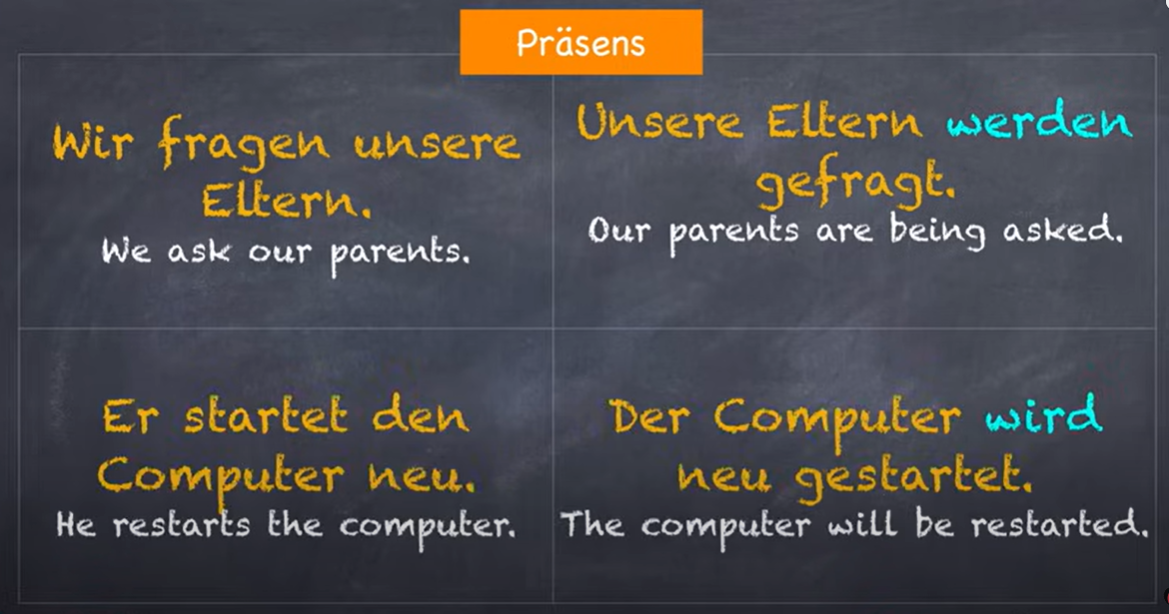 Präsens
Wir fragen unsere
Eltern.
We ask our parents.
Unsere Eltern werden
gefragt.
Our parents are being asked.
Er startet den
Computer neu.
He restarts the computer.
Der Computer wird
neu gestartet.
The computer will be restarted.